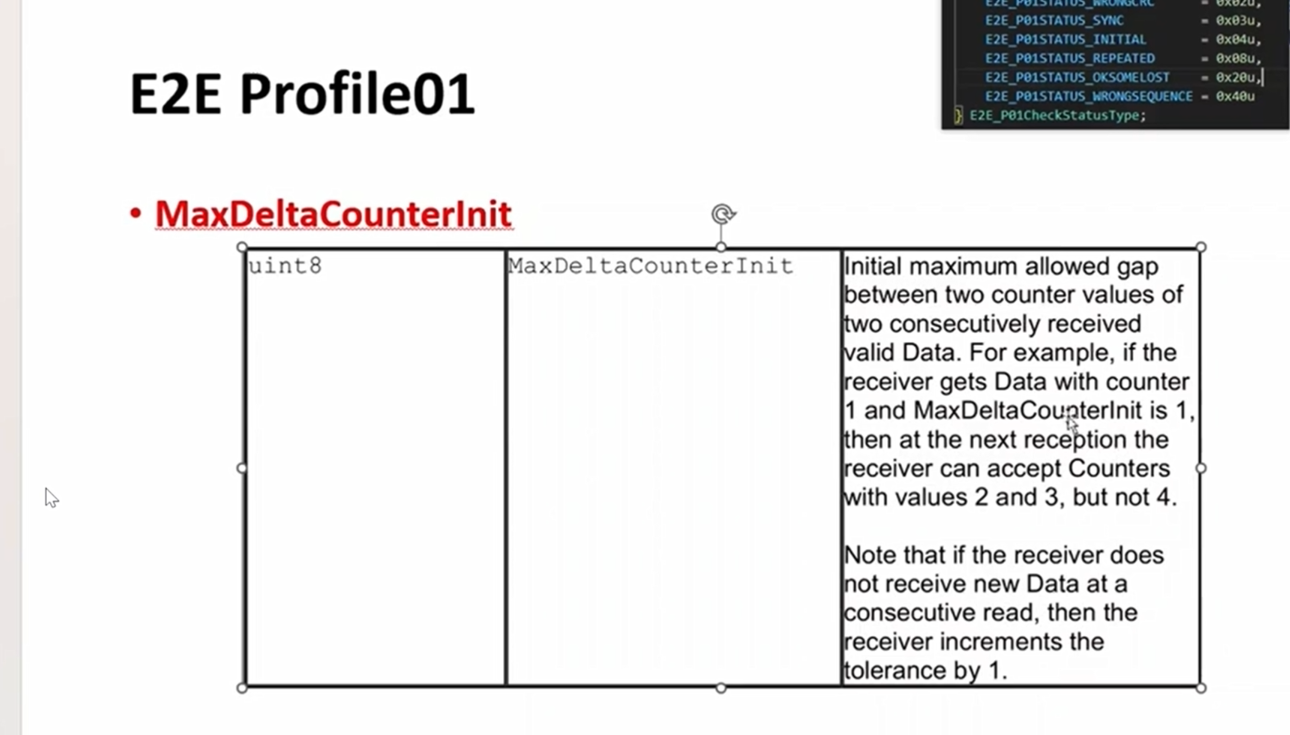 E2E_P01STATUS_WRONGCRC = 0x02u,
E2E_P01STATUS_SYNC = 0x03u,
E2E_P01STATUS_INITIAL = 0x04u,
E2E_P01STATUS_REPEATED = 0x08u,
E2E_P01STATUS_OKSOMELOST = 0x20u,
E2E_P01STATUS_WRONGSEQUENCE = 0x40u
} E2E_P01CheckStatusType;
E2E Profile01
• MaxDeltaCounterInit
uint8
MaxDeltaCounterInit
Initial maximum allowed gap
between two counter values of
two consecutively received
valid Data. For example, if the
receiver gets Data with counter
1 and MaxDeltaCounterInit is 1,
then at the next reception the
receiver can accept Counters
with values 2 and 3, but not 4.
Note that if the receiver does
not receive new Data at a
consecutive read, then the
receiver increments the
tolerance by 1.